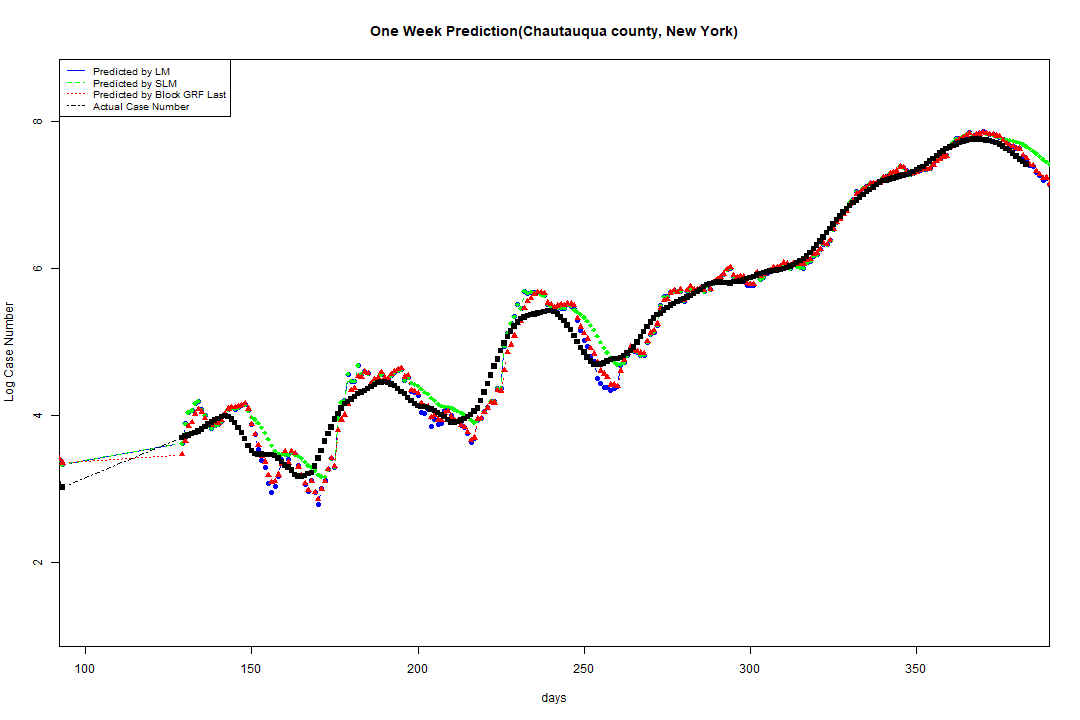 One Week Prediction(Chautauqua county, New York)
Predicted by LM
Predicted by SLM
Predicted by Block GRF Last
Actual Case Number
8
6
4
2
Log Case Number
100 150 200 250 300 350
days